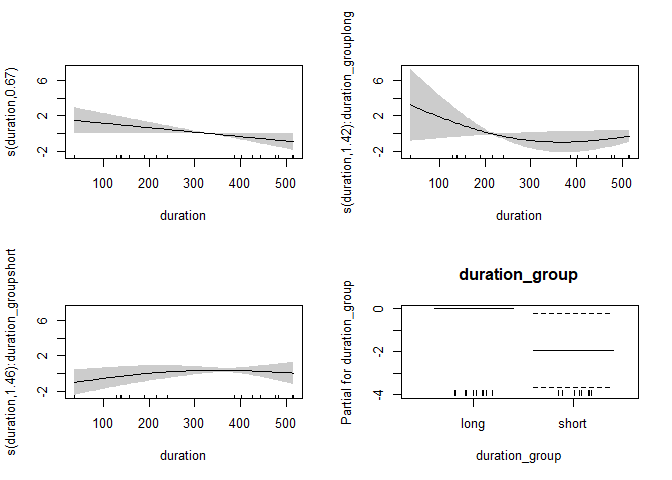 s(duration,0.67)
6
2
-2
100 200 300 400 500
duration
s(duration,1.42):duration_grouplong
6
2
-2
100 200 300 400 500
duration
s(duration,1.46):duration_groupshort
6
2
-2
100 200 300 400 500
duration
duration_group
Partial for duration_group
0
-2
-4
long short
duration_group